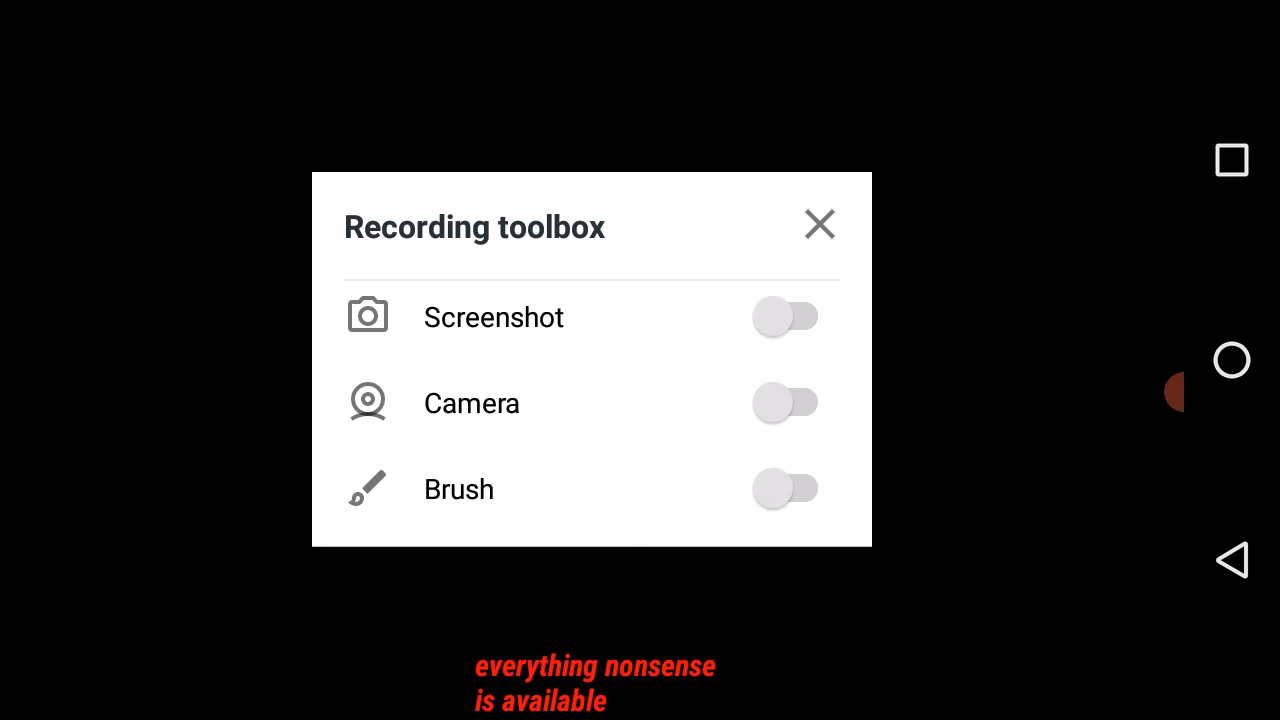 Recording toolbox
Screenshot
Camera
Brush
everything nonsense
is available